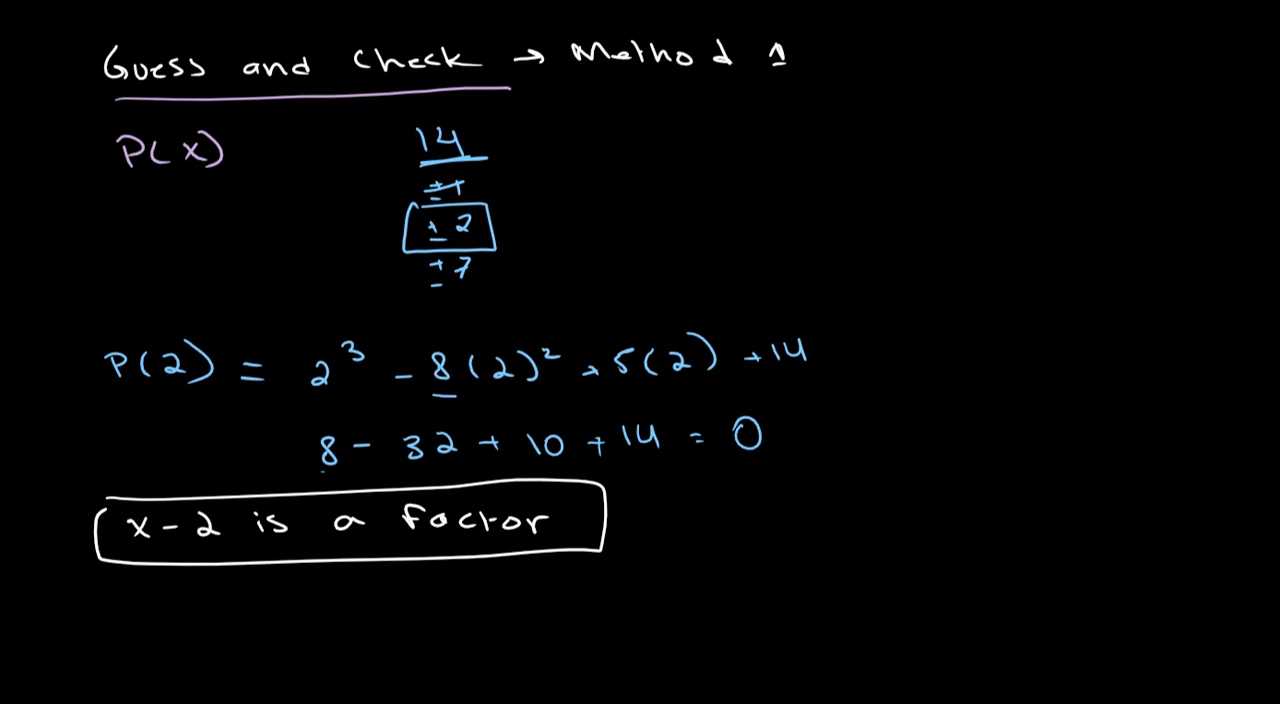 Guess and check → Method 1
P(x)
14
±1
± 2
± 7
P(2) = 2³ - 8(2)² + 5(2) + 14
8 - 32 + 10 + 14 = 0
x - 2 is a factor